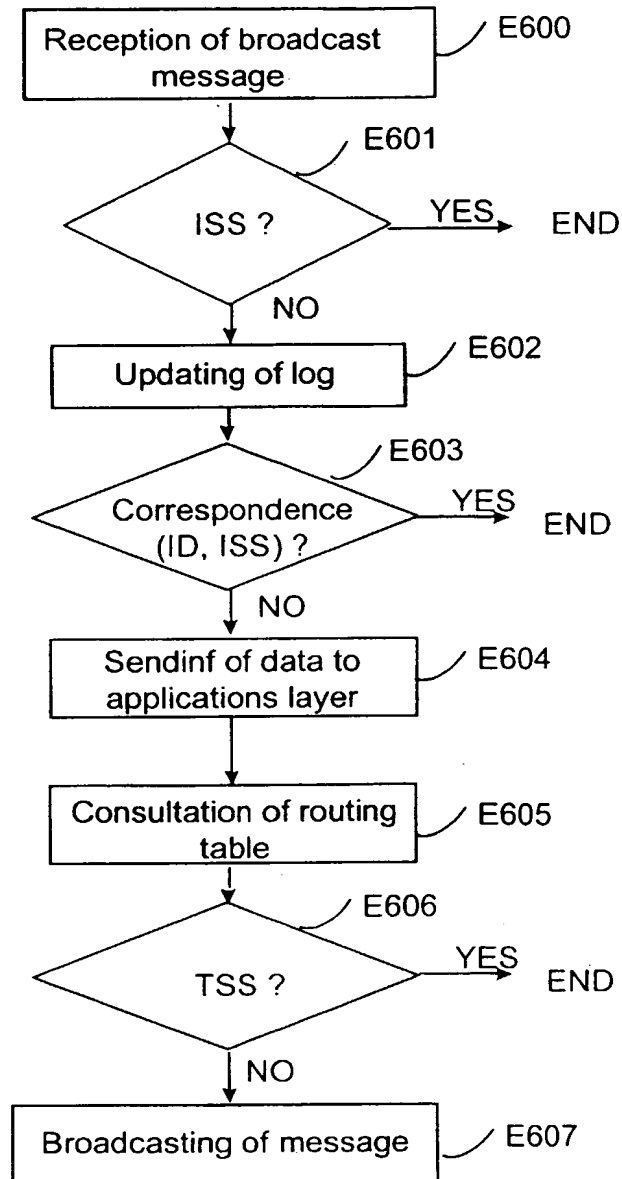 Reception of broadcast
message
E600
E601
ISS ?
YES
END
NO
Updating of log
E602
E603
Correspondence
(ID, ISS) ?
YES
END
NO
Sendinf of data to
applications layer
E604
Consultation of routing
table
E605
E606
TSS ?
YES
END
NO
Broadcasting of message
E607